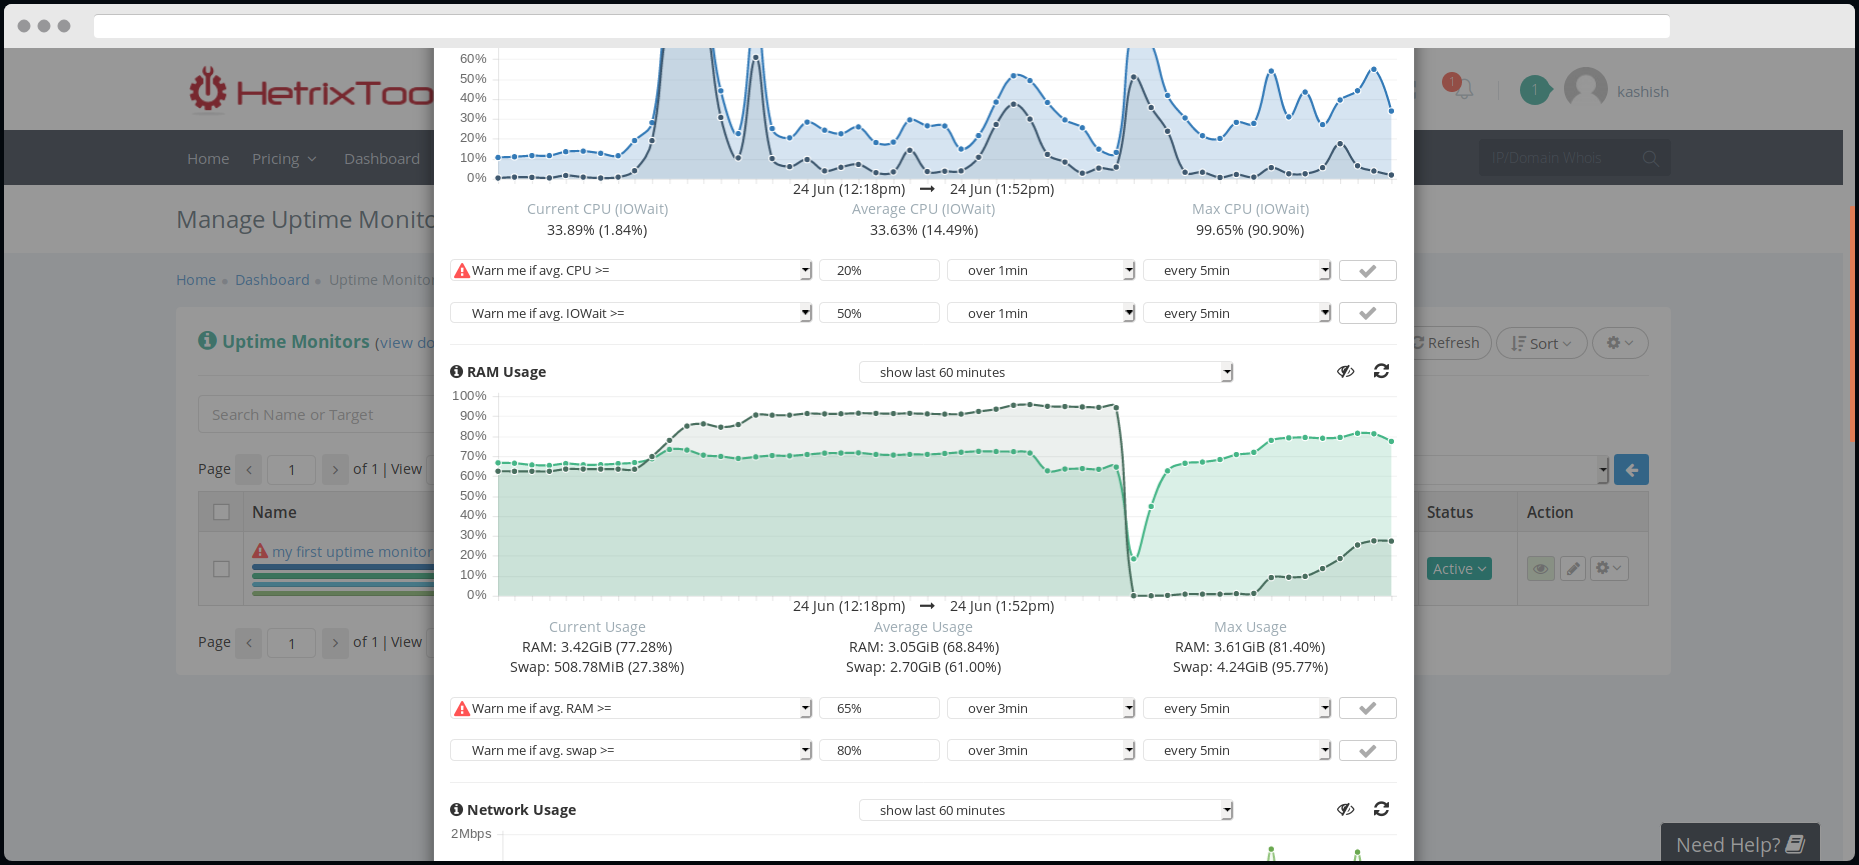 HetrixToo
1
1
kashish
Home Pricing Dashboard
IP/Domain Whois
Manage Uptime Monito
Home Dashboard Uptime Monitor
Uptime Monitors (view do
Refresh Sort
Search Name or Target
Page 1 of 1 | View
Name Status Action
my first uptime monitor Active
Page 1 of 1 | View
60%
50%
40%
30%
20%
10%
0%
24 Jun (12:18pm) → 24 Jun (1:52pm)
Current CPU (IOWait) Average CPU (IOWait) Max CPU (IOWait)
33.89% (1.84%) 33.63% (14.49%) 99.65% (90.90%)
Warn me if avg. CPU >= 20% over 1min every 5min
Warn me if avg. IOWait >= 50% over 1min every 5min
RAM Usage show last 60 minutes
100%
90%
80%
70%
60%
50%
40%
30%
20%
10%
0%
24 Jun (12:18pm) → 24 Jun (1:52pm)
Current Usage Average Usage Max Usage
RAM: 3.42GiB (77.28%) RAM: 3.05GiB (68.84%) RAM: 3.61GiB (81.40%)
Swap: 508.78MiB (27.38%) Swap: 2.70GiB (61.00%) Swap: 4.24GiB (95.77%)
Warn me if avg. RAM >= 65% over 3min every 5min
Warn me if avg. swap >= 80% over 3min every 5min
Network Usage show last 60 minutes
2Mbps
Need Help?